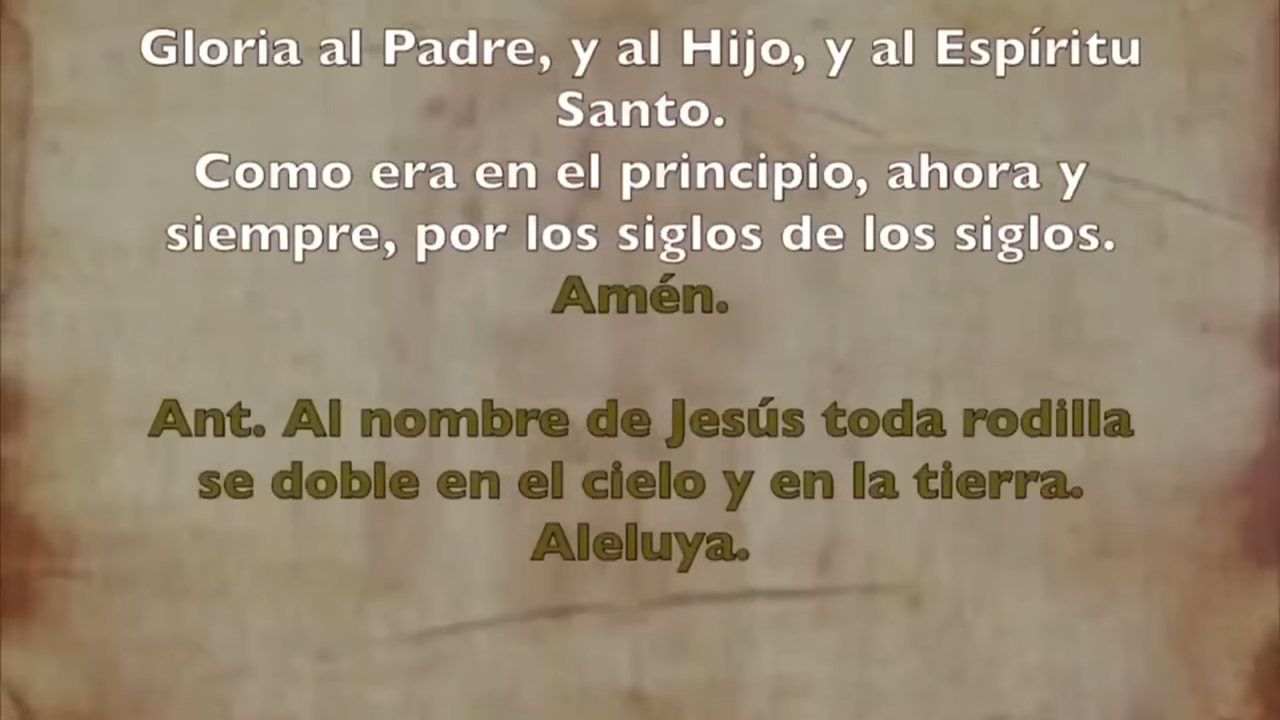 Gloria al Padre, y al Hijo, y al Espíritu
Santo.
Como era en el principio, ahora y
siempre, por los siglos de los siglos.
Amén.
Ant. Al nombre de Jesús toda rodilla
se doble en el cielo y en la tierra.
Aleluya.